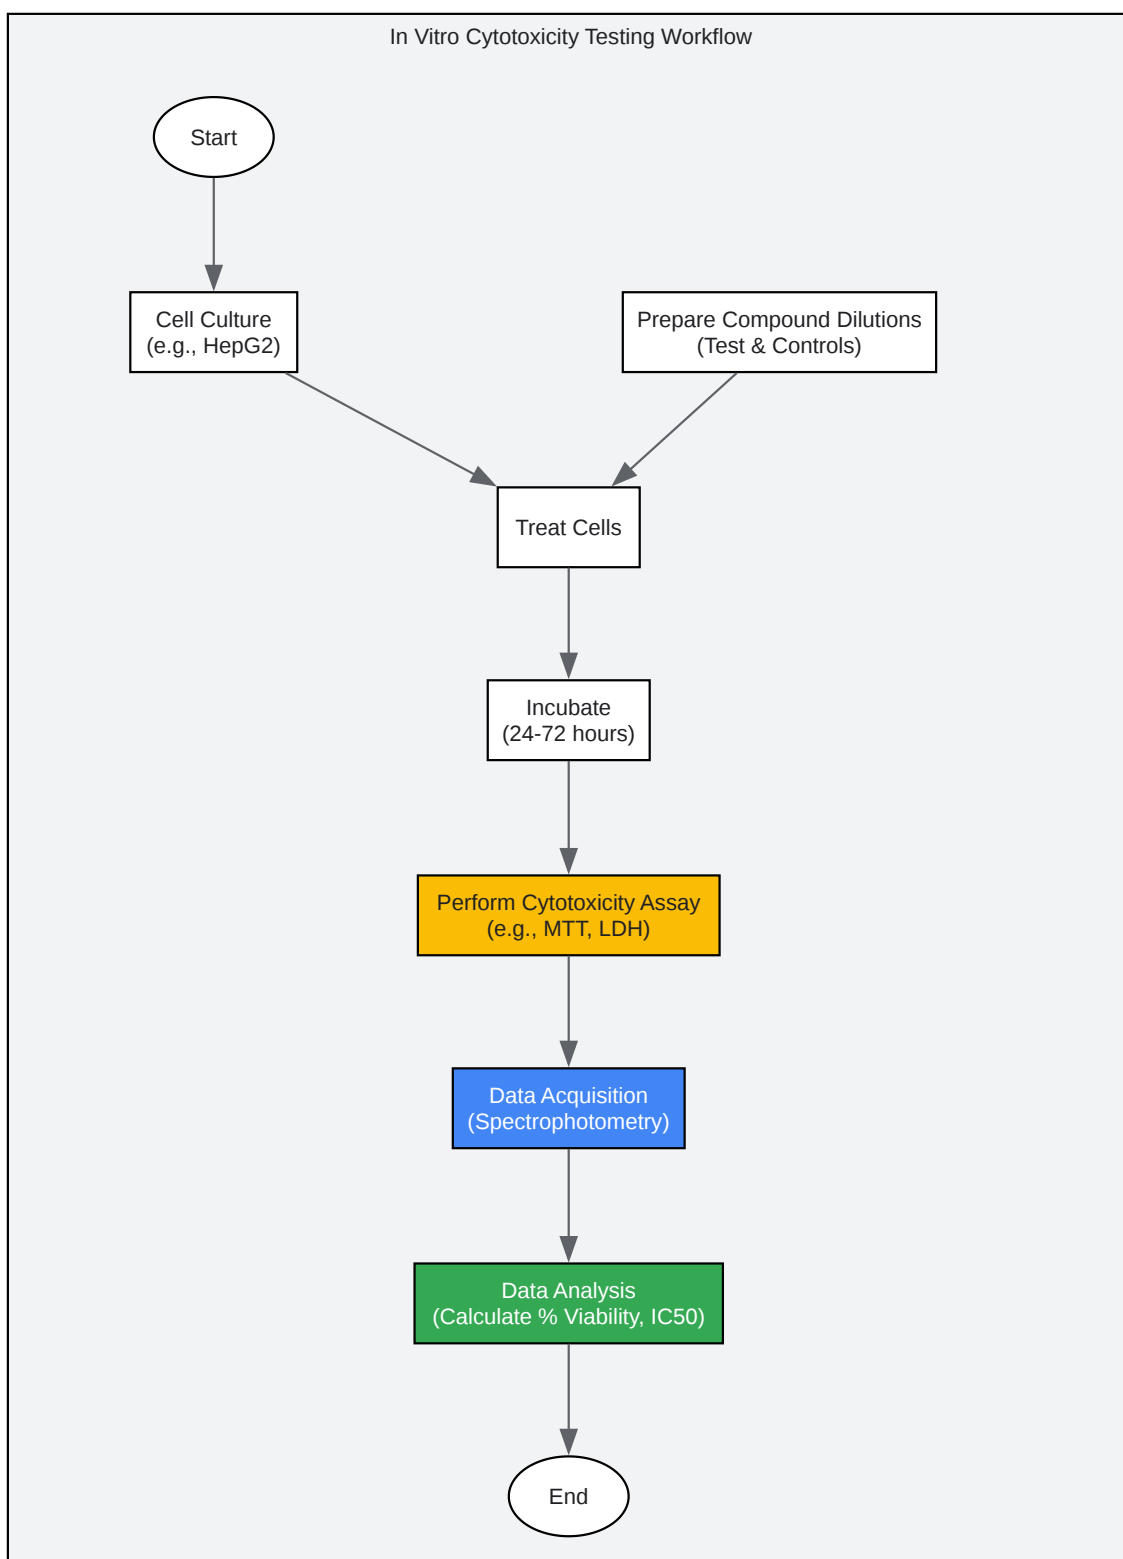 In Vitro Cytotoxicity Testing Workflow
Start
Cell Culture
(e.g., HepG2)
Prepare Compound Dilutions
(Test & Controls)
Treat Cells
Incubate
(24-72 hours)
Perform Cytotoxicity Assay
(e.g., MTT, LDH)
Data Acquisition
(Spectrophotometry)
Data Analysis
(Calculate % Viability, IC50)
End